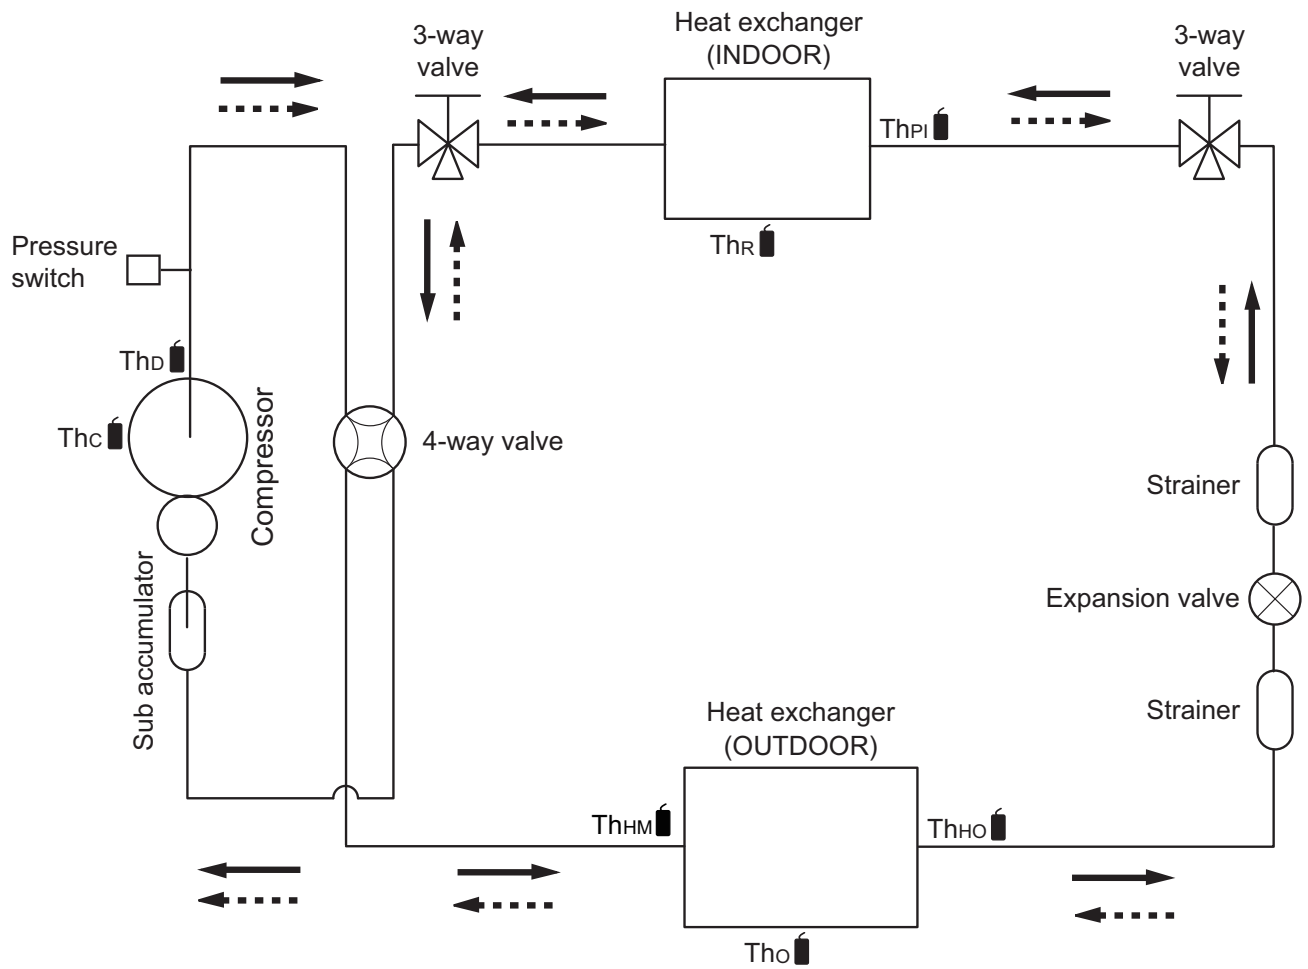 Heat exchanger
(INDOOR)
3-way
valve
3-way
valve
ThPI
ThR
Pressure
switch
ThD
ThC
Compressor
4-way valve
Strainer
Expansion valve
Sub accumulator
Strainer
Heat exchanger
(OUTDOOR)
ThHM
ThHO
ThO